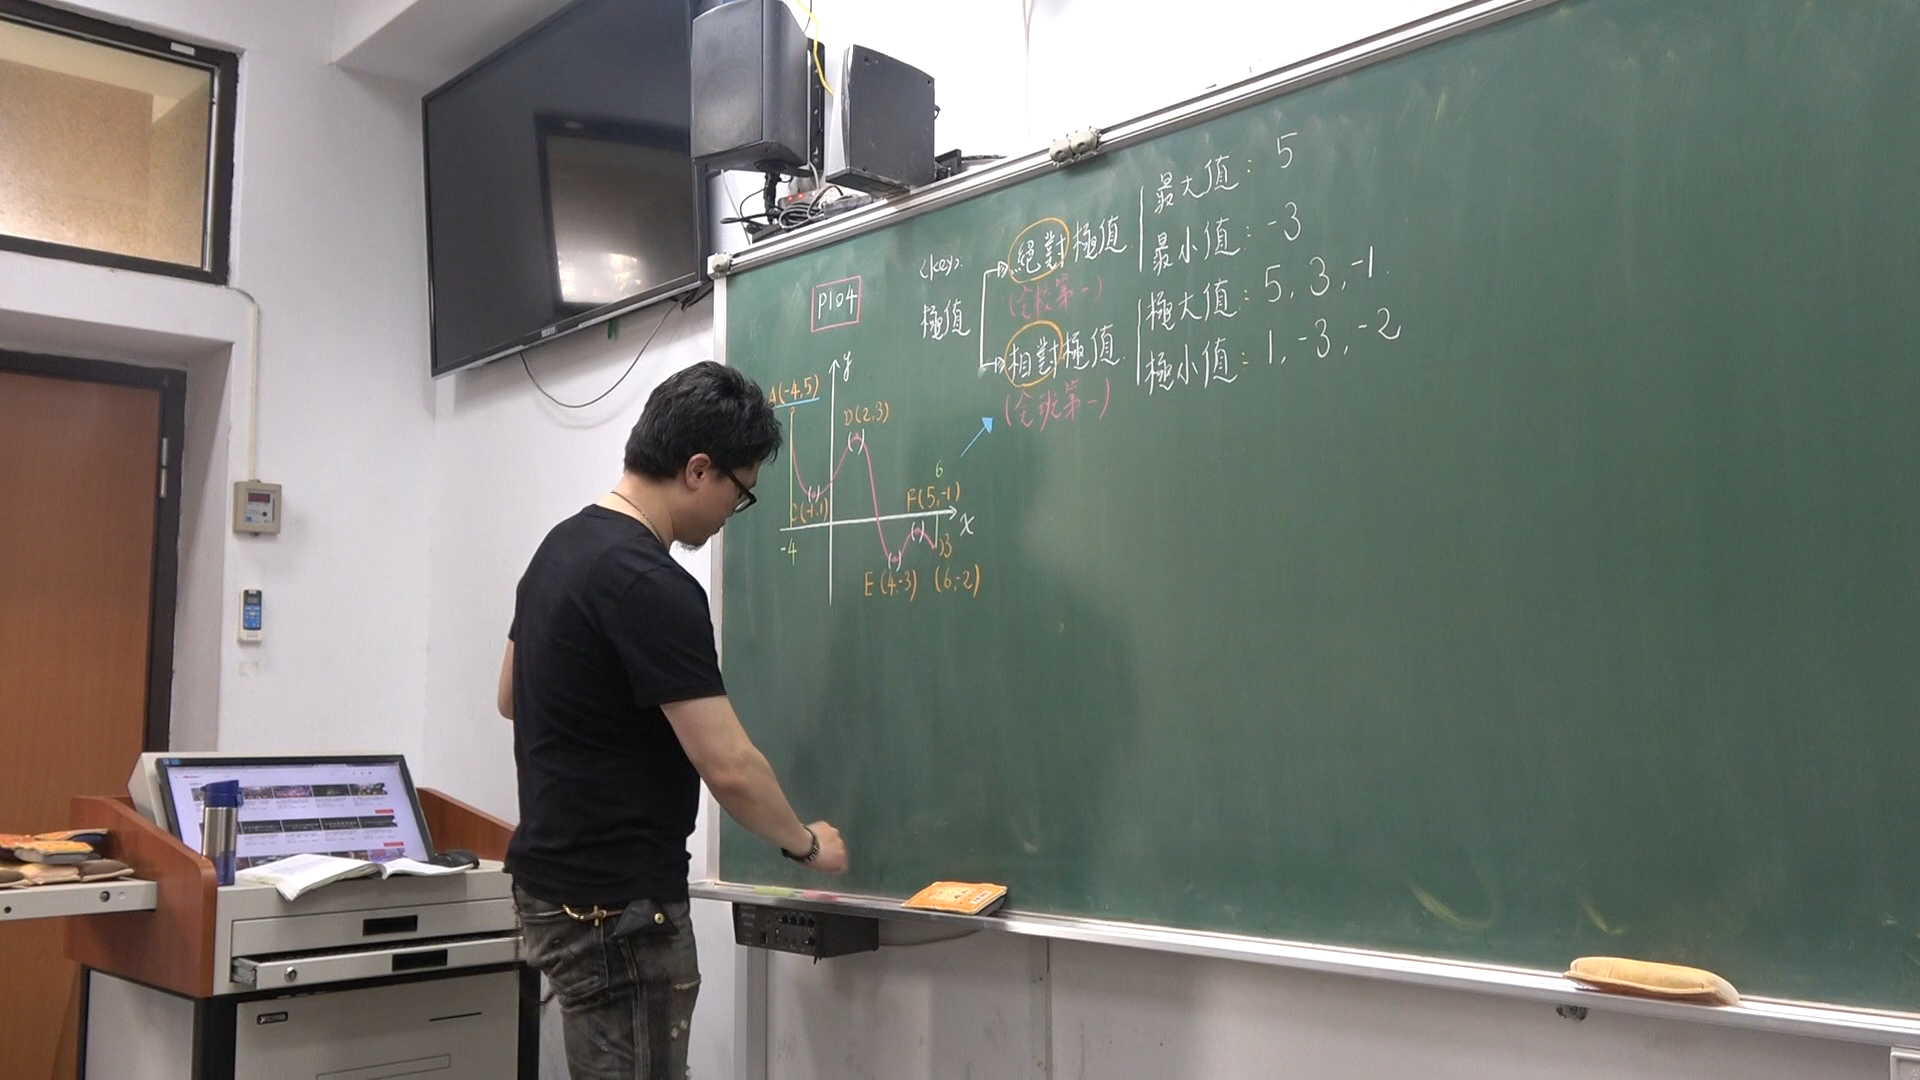 P104
<key>:
極值
絕對極值
(全校第一)
最大值: 5
最小值: -3
相對極值
(全班第一)
極大值: 5, 3, -1
極小值: 1, -3, -2
y
A(-4,5)
D(2,3)
C(-1,1)
6
F(5,-1)
x
-4
E(4,-3)
(6,-2)